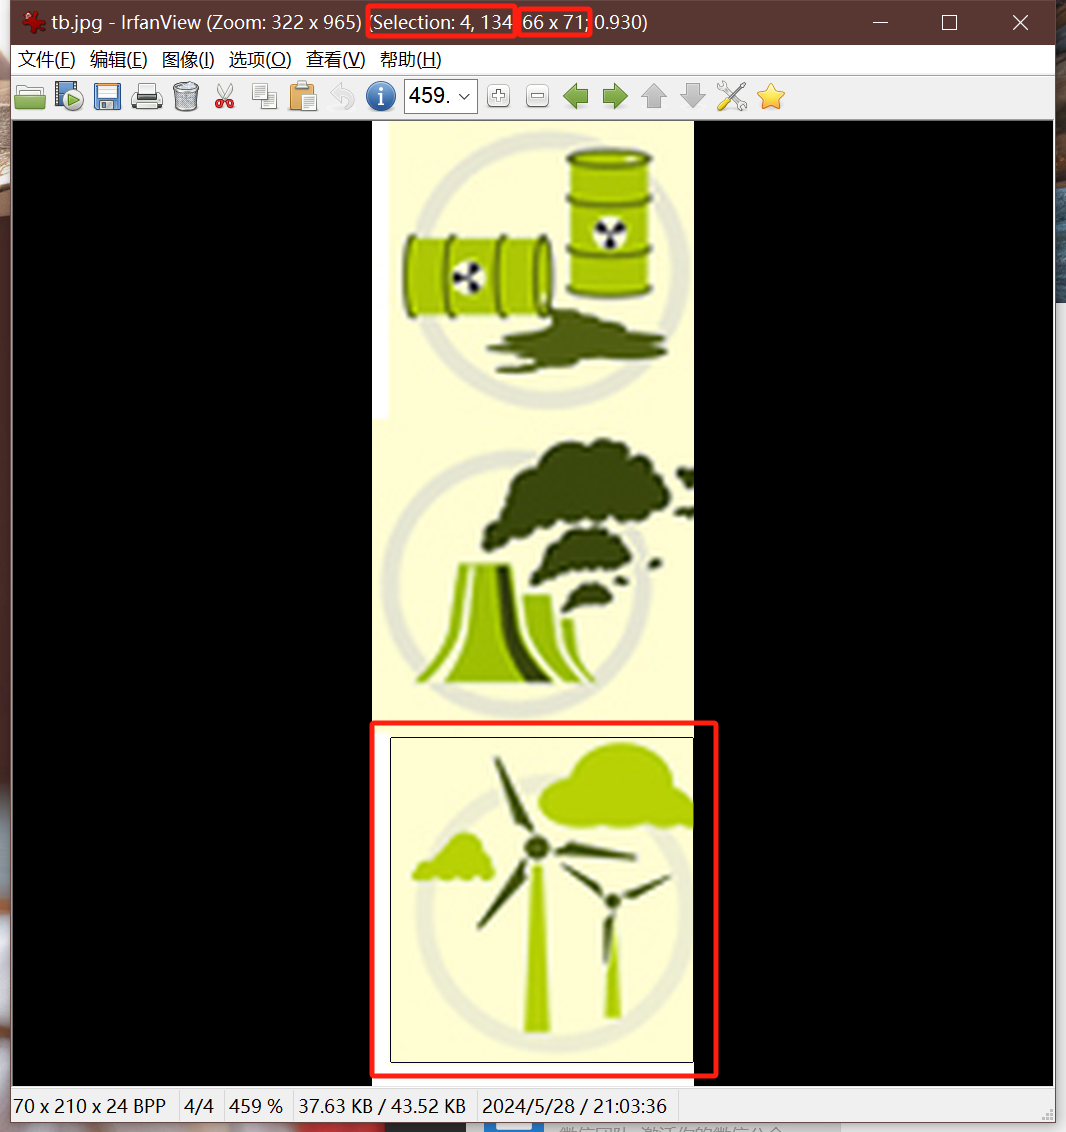 tb.jpg - IrfanView (Zoom: 322 x 965) (Selection: 4, 134; 66 x 71; 0.930)
文件(F) 编辑(E) 图像(I) 选项(O) 查看(V) 帮助(H)
459.
70 x 210 x 24 BPP 4/4 459 % 37.63 KB / 43.52 KB 2024/5/28 / 21:03:36